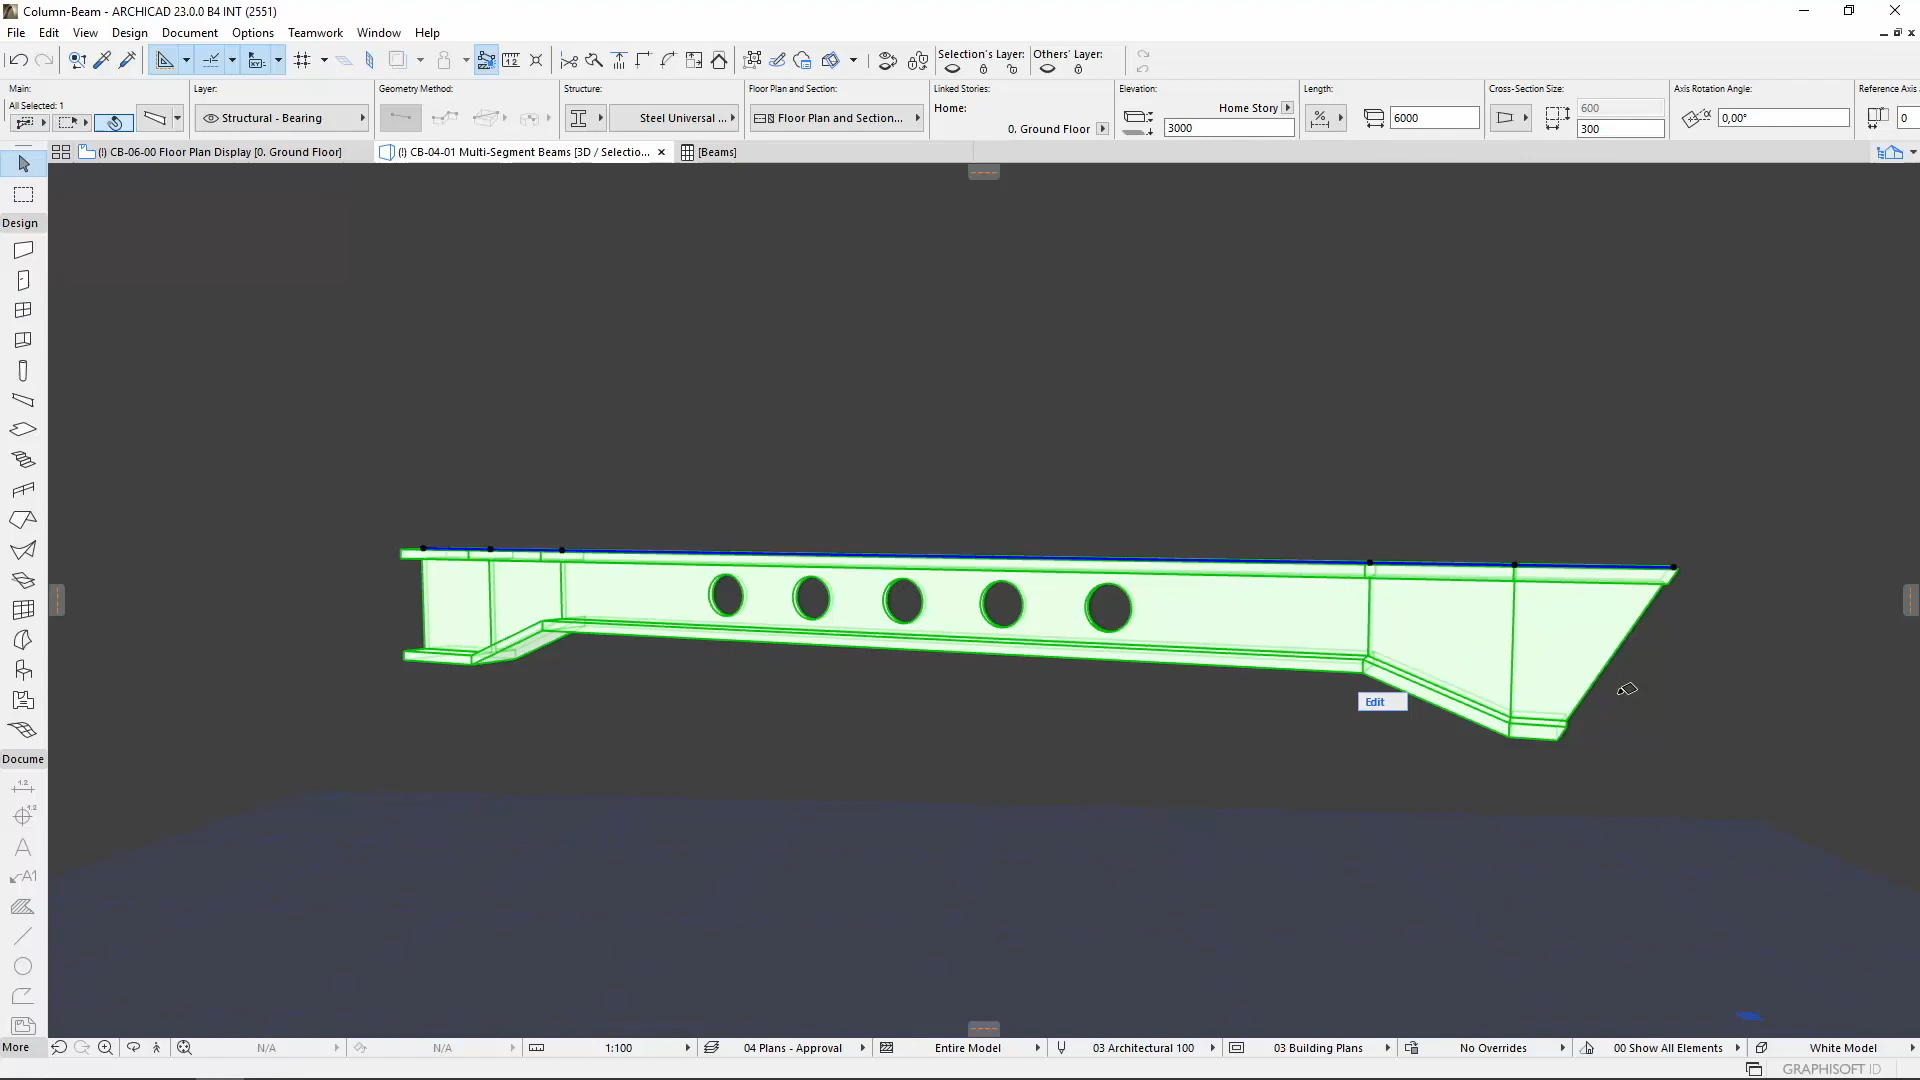 Column-Beam - ARCHICAD 23.0.0 B4 INT (2551)
File Edit View Design Document Options Teamwork Window Help
Selection's Layer: Others' Layer:
Main: Layer: Geometry Method: Structure: Floor Plan and Section: Linked Stories: Elevation: Length: Cross-Section Size: Axis Rotation Angle: Reference Axis
All Selected: 1
Home: Home Story 600
Structural - Bearing Steel Universal ... Floor Plan and Section... 6000 0,00° 0
0. Ground Floor 3000 300
(!) CB-06-00 Floor Plan Display [0. Ground Floor] (!) CB-04-01 Multi-Segment Beams [3D / Selectio... [Beams]
Design
Edit
Docume
1.2
1.2
A
A1
More N/A N/A 1:100 04 Plans - Approval Entire Model 03 Architectural 100 03 Building Plans No Overrides 00 Show All Elements White Model
GRAPHISOFT ID